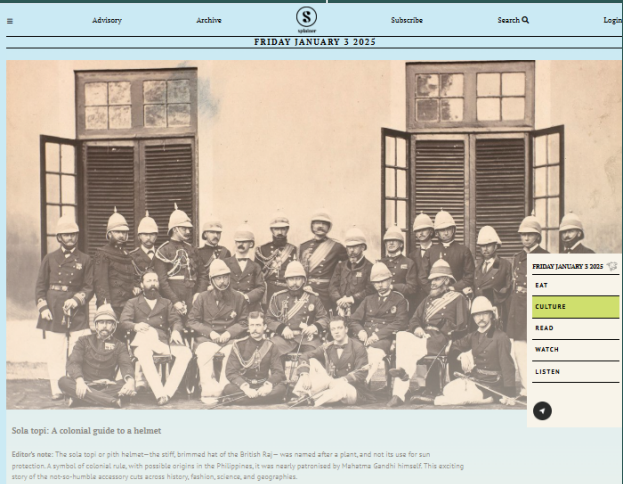 Advisory Archive S Subscribe Search Login
splainer
FRIDAY JANUARY 3 2025
FRIDAY JANUARY 3 2025
EAT
CULTURE
READ
WATCH
LISTEN
Sola topi: A colonial guide to a helmet
Editor's note: The sola topi or pith helmet—the stiff, brimmed hat of the British Raj— was named after a plant, and not its use for sun
protection. A symbol of colonial rule, with possible origins in the Philippines, it was nearly patronised by Mahatma Gandhi himself. This exciting
story of the not-so-humble accessory cuts across history, fashion, science, and geographies.